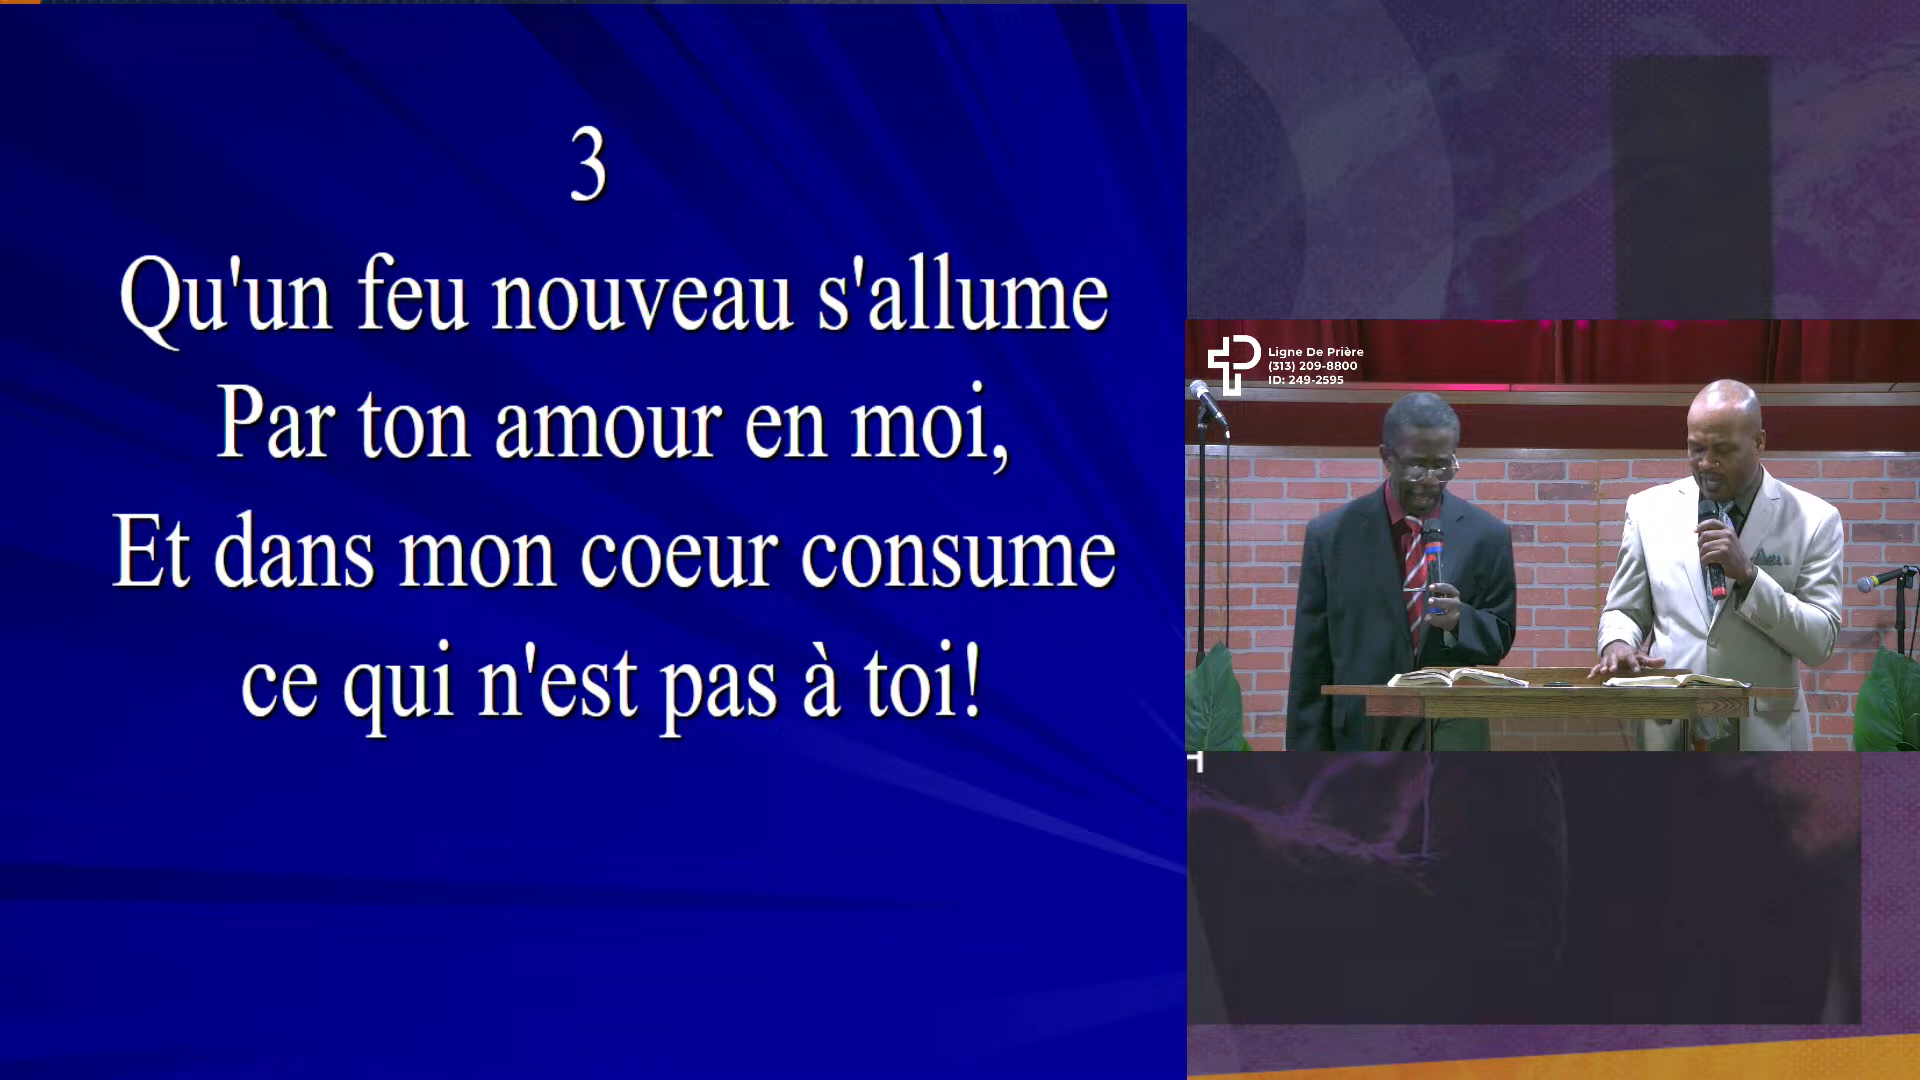 3
Qu'un feu nouveau s'allume
Par ton amour en moi,
Et dans mon coeur consume
ce qui n'est pas à toi!
Ligne De Prière
(313) 209-8800
ID: 249-2595
H